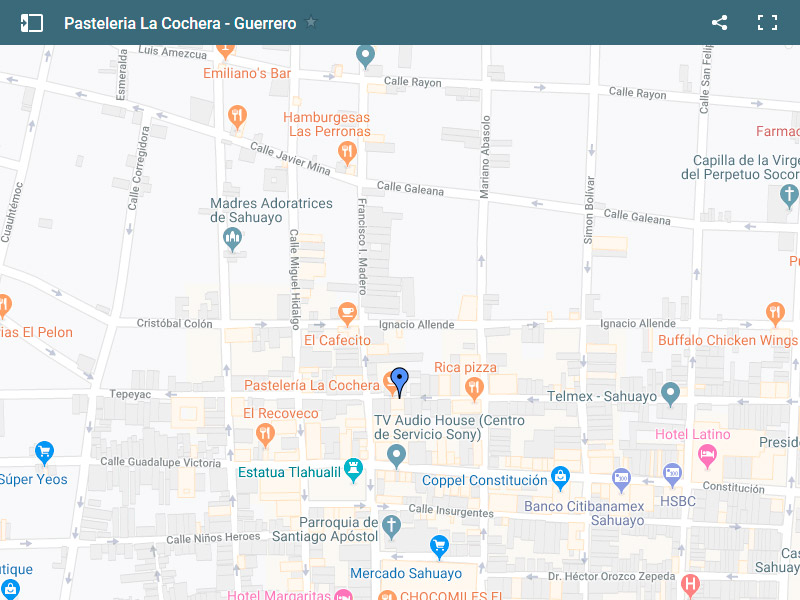 Pasteleria La Cochera - Guerrero
Luis Amezcua
Esmeralda
Emiliano's Bar
Calle Rayon
Calle Rayon
Calle San Felip
Hamburgesas
Las Perronas
Calle Corregidora
Calle Javier Mina
Mariano Abasolo
Farmac
Capilla de la Virge
del Perpetuo Socor
Cuauhtémoc
Calle Galeana
Calle Galeana
Simon Bolivar
Madres Adoratrices
de Sahuayo
Francisco I. Madero
Calle Miguel Hidalgo
Cristóbal Colón
Ignacio Allende
Ignacio Allende
rias El Pelon
El Cafecito
Buffalo Chicken Wings
Rica pizza
Pastelería La Cochera
Tepeyac
Telmex - Sahuayo
El Recoveco
TV Audio House (Centro
de Servicio Sony)
Hotel Latino
Preside
Calle Guadalupe Victoria
Súper Yeos
Estatua Tlahualil
Coppel Constitución
Constitución
Banco Citibanamex
Sahuayo
HSBC
Calle Insurgentes
Parroquia de
Santiago Apóstol
Calle Niños Heroes
Mercado Sahuayo
Dr. Héctor Orozco Zepeda
Cas
Sahuay
utique
Hotel Margaritas
CHOCOMILES EL